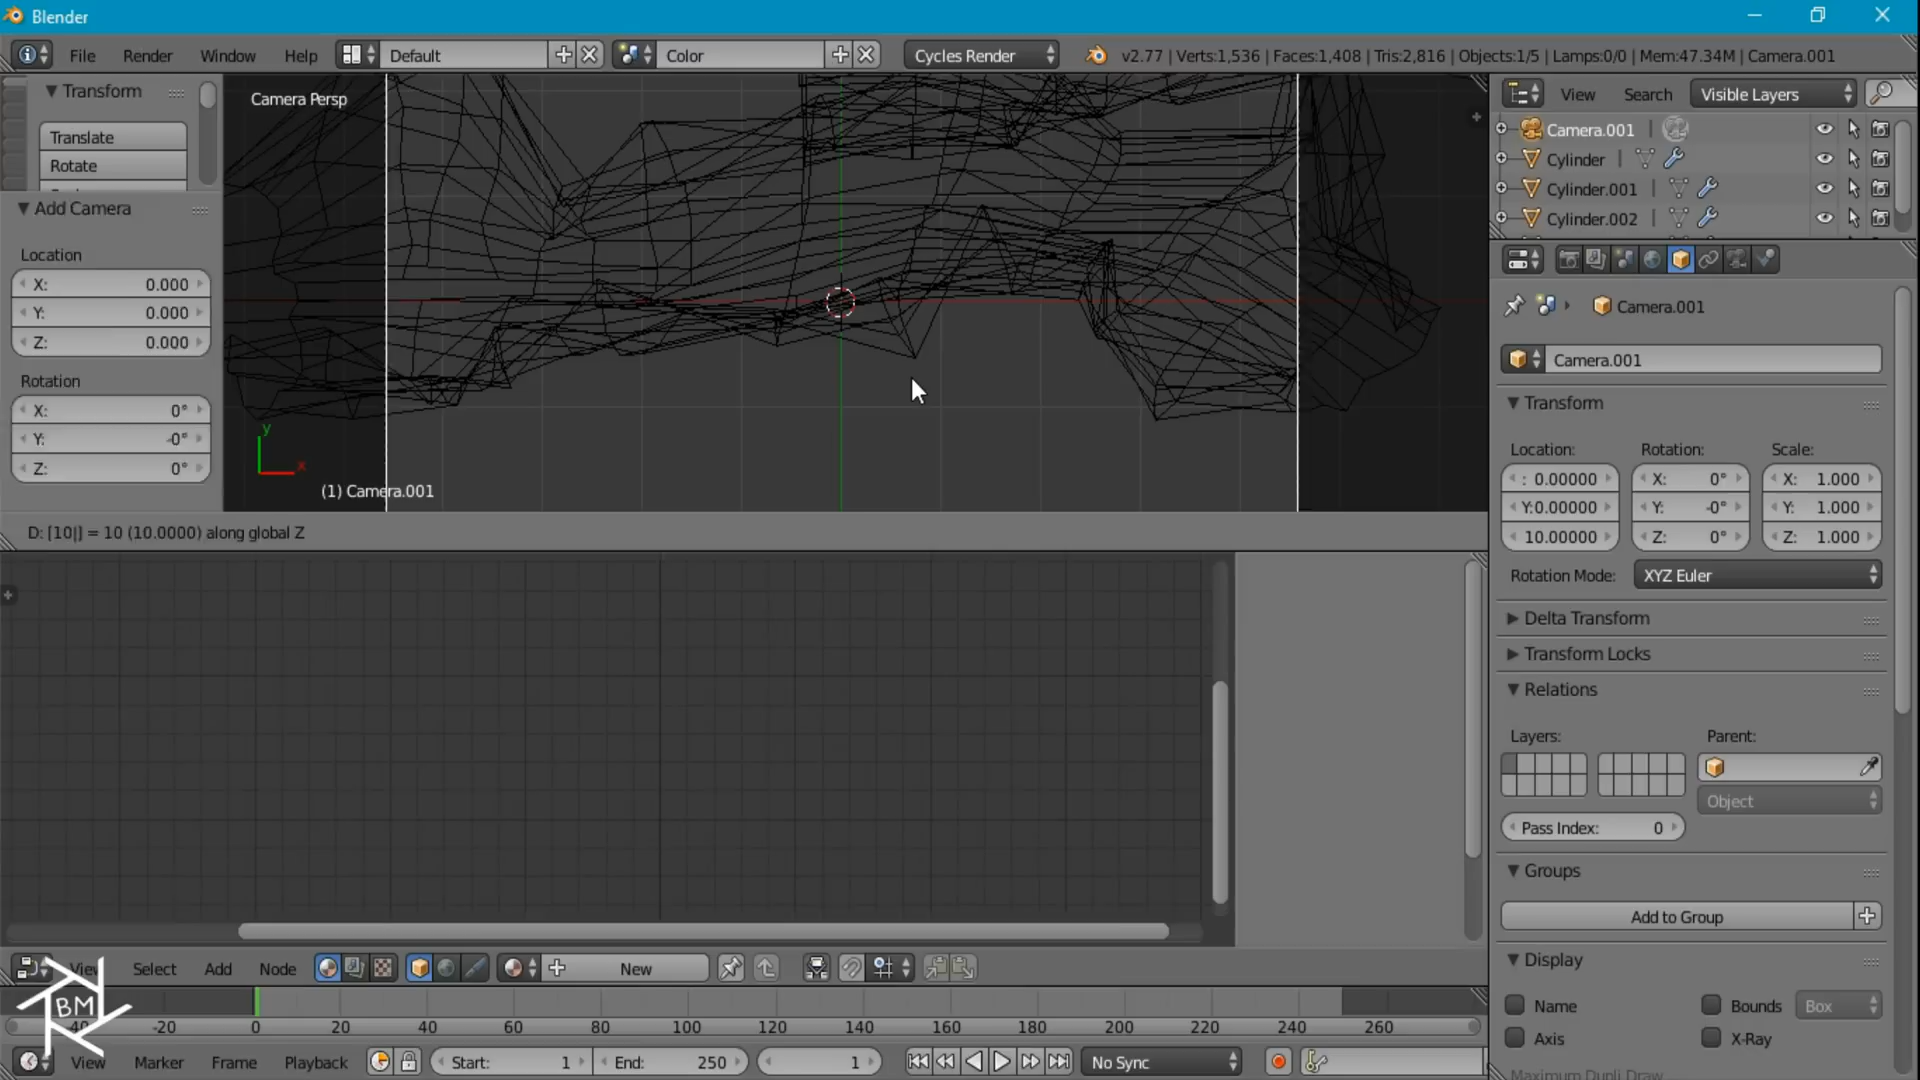 Blender
File Render Window Help Default Color Cycles Render v2.77 | Verts:1,536 | Faces:1,408 | Tris:2,816 | Objects:1/5 | Lamps:0/0 | Mem:47.34M | Camera.001
Transform
Translate
Rotate
Add Camera
Location
X: 0.000
Y: 0.000
Z: 0.000
Rotation
X: 0°
Y: -0°
Z: 0°
Camera Persp
y
x
(1) Camera.001
D: [10|] = 10 (10.0000) along global Z
View Search Visible Layers
Camera.001
Cylinder
Cylinder.001
Cylinder.002
Camera.001
Camera.001
Transform
Location: Rotation: Scale:
: 0.00000 X: 0° X: 1.000
Y:0.00000 Y: -0° Y: 1.000
10.00000 Z: 0° Z: 1.000
Rotation Mode: XYZ Euler
Delta Transform
Transform Locks
Relations
Layers: Parent:
Object
Pass Index: 0
Groups
Add to Group
Display
Name Bounds Box
Axis X-Ray
View Select Add Node New
BM
-40 -20 0 20 40 60 80 100 120 140 160 180 200 220 240 260
View Marker Frame Playback Start: 1 End: 250 1 No Sync